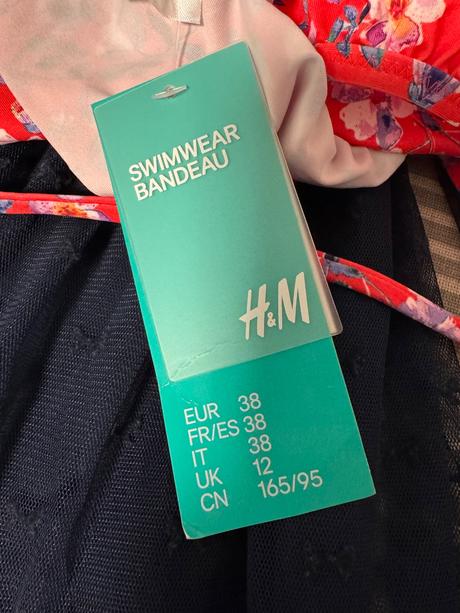 SWIMWEAR
BANDEAU
H&M
EUR 38
FR/ES 38
IT 38
UK 12
CN 165/95